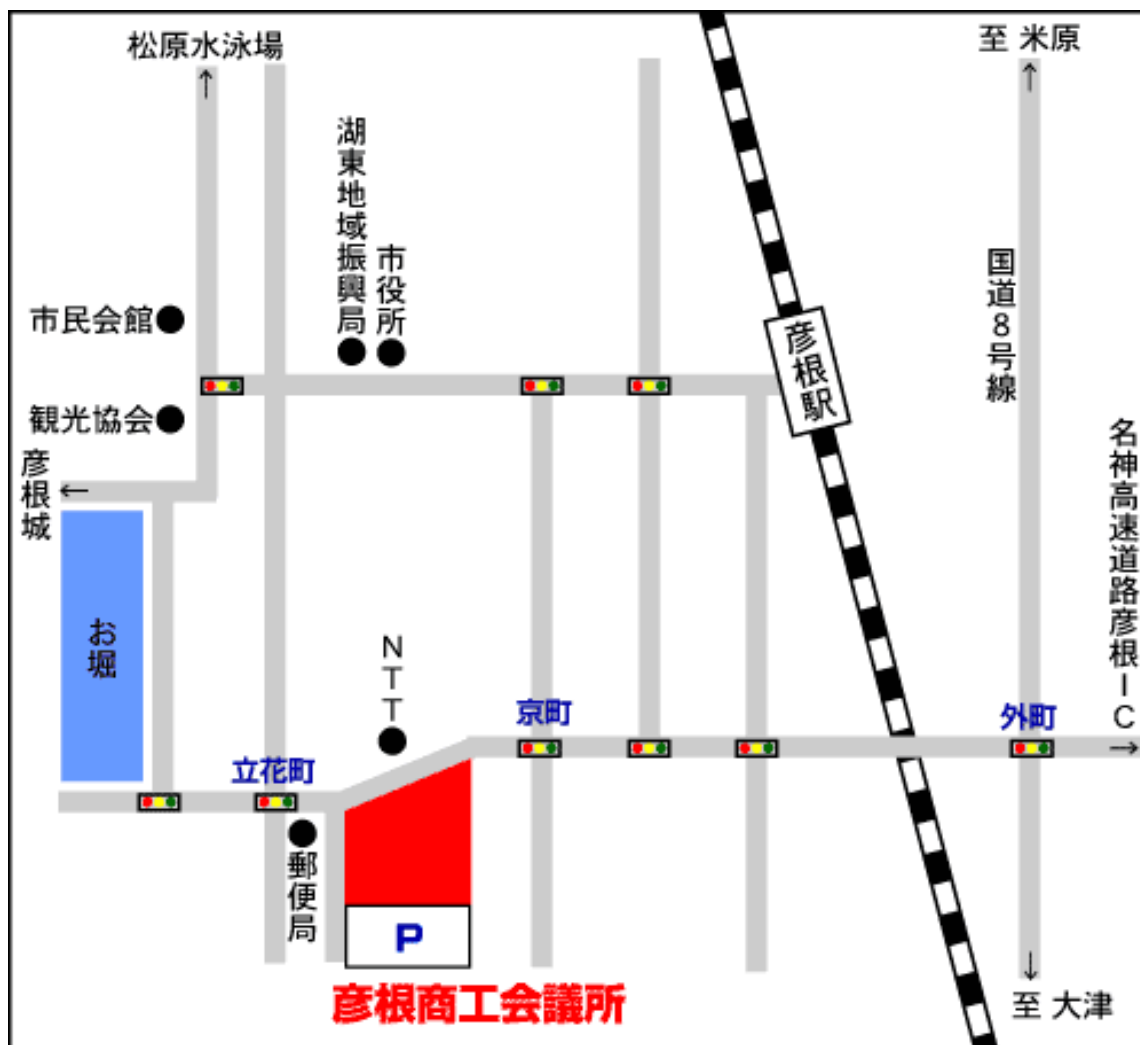 松原水泳場
至 米原
湖東地域振興局
市役所
市民会館
国道8号線
彦根駅
観光協会
名神高速道路彦根IC
彦根城
お堀
NTT
京町
外町
立花町
郵便局
P
彦根商工会議所
至 大津